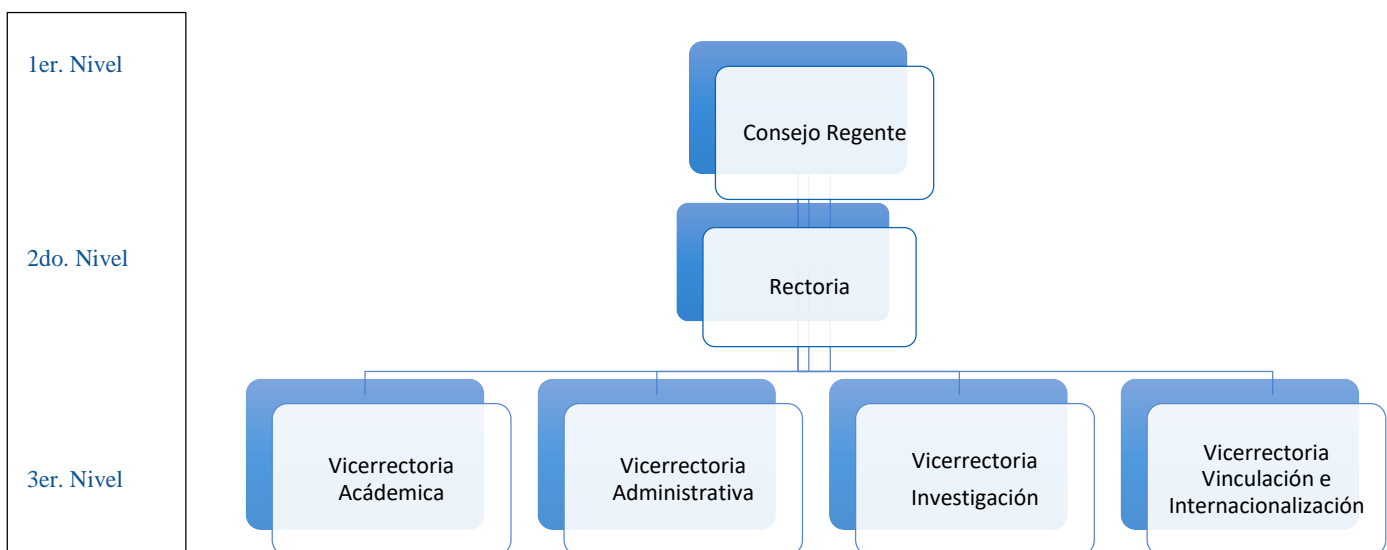 1er. Nivel
Consejo Regente
2do. Nivel
Rectoria
3er. Nivel
Vicerrectoria
Acádemica
Vicerrectoria
Administrativa
Vicerrectoria
Investigación
Vicerrectoria
Vinculación e
Internacionalización